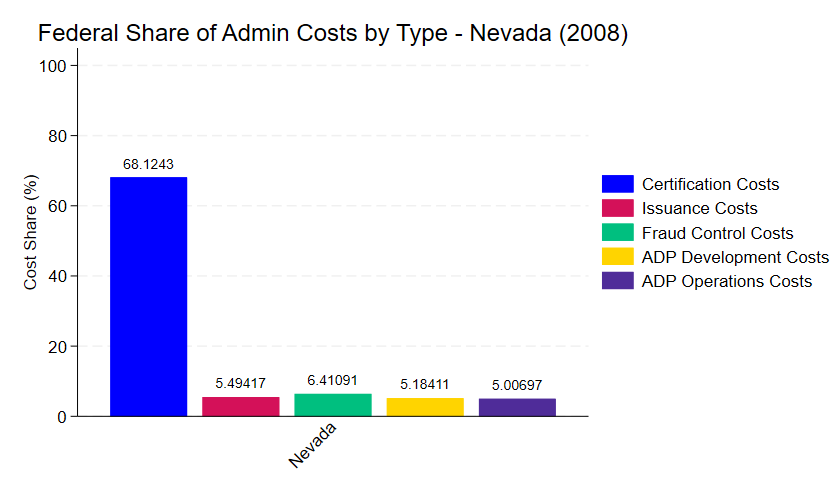 Federal Share of Admin Costs by Type - Nevada (2008)
100
80
60
40
20
0
Cost Share (%)
68.1243
5.49417
6.41091
5.18411
5.00697
Nevada
Certification Costs
Issuance Costs
Fraud Control Costs
ADP Development Costs
ADP Operations Costs